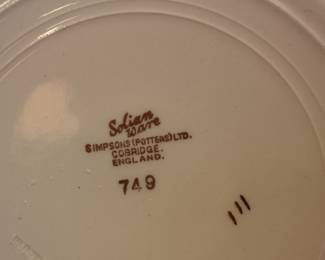 Solian
Ware
SIMPSONS (POTTERS) LTD.
COBRIDGE.
ENGLAND.
749